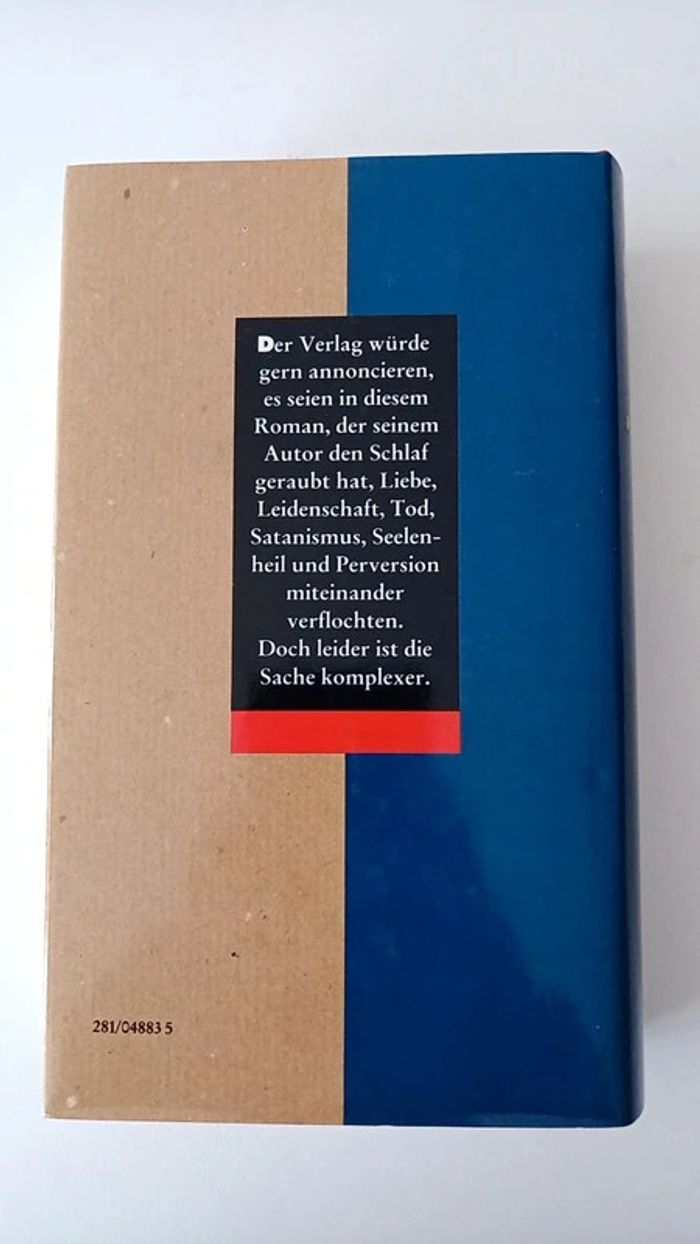 Der Verlag würde
gern annoncieren,
es seien in diesem
Roman, der seinem
Autor den Schlaf
geraubt hat, Liebe,
Leidenschaft, Tod,
Satanismus, Seelen-
heil und Perversion
miteinander
verflochten.
Doch leider ist die
Sache komplexer.
281/04883 5